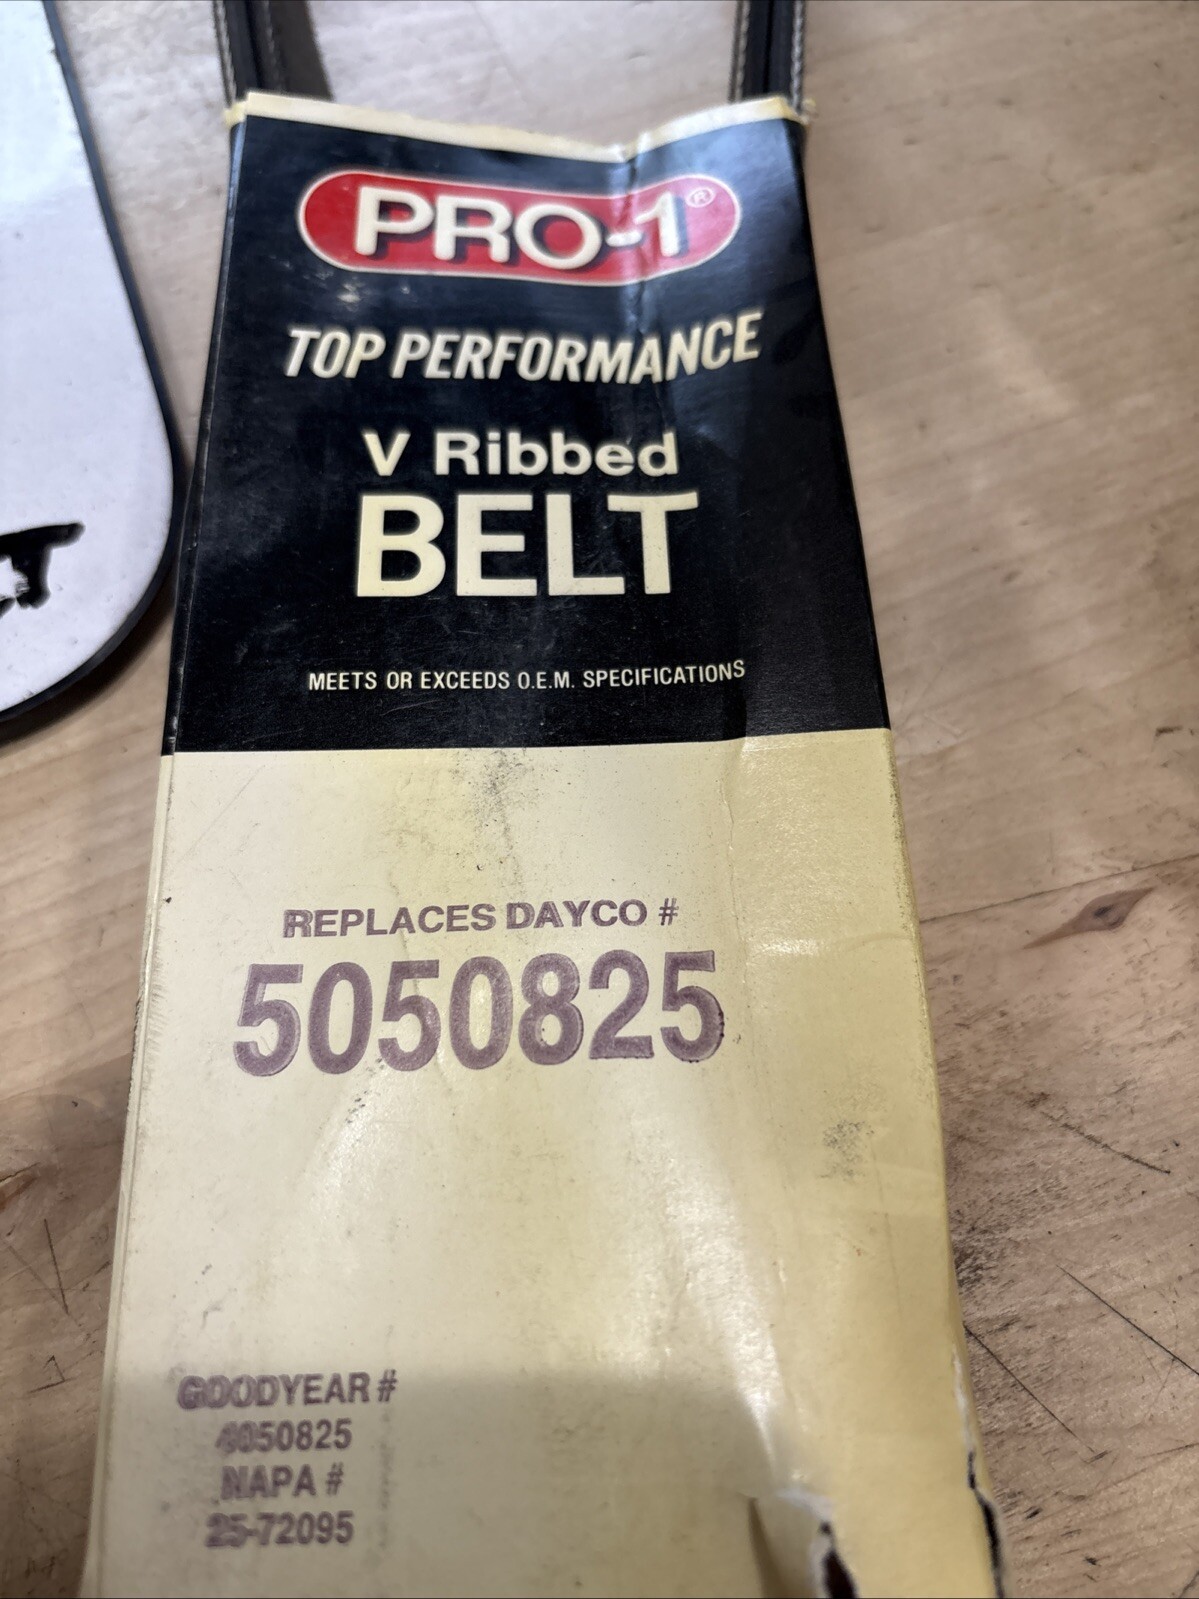 PRO-1®
TOP PERFORMANCE
V Ribbed
BELT
MEETS OR EXCEEDS O.E.M. SPECIFICATIONS
REPLACES DAYCO #
5050825
GOODYEAR #
4050825
NAPA #
25-72095